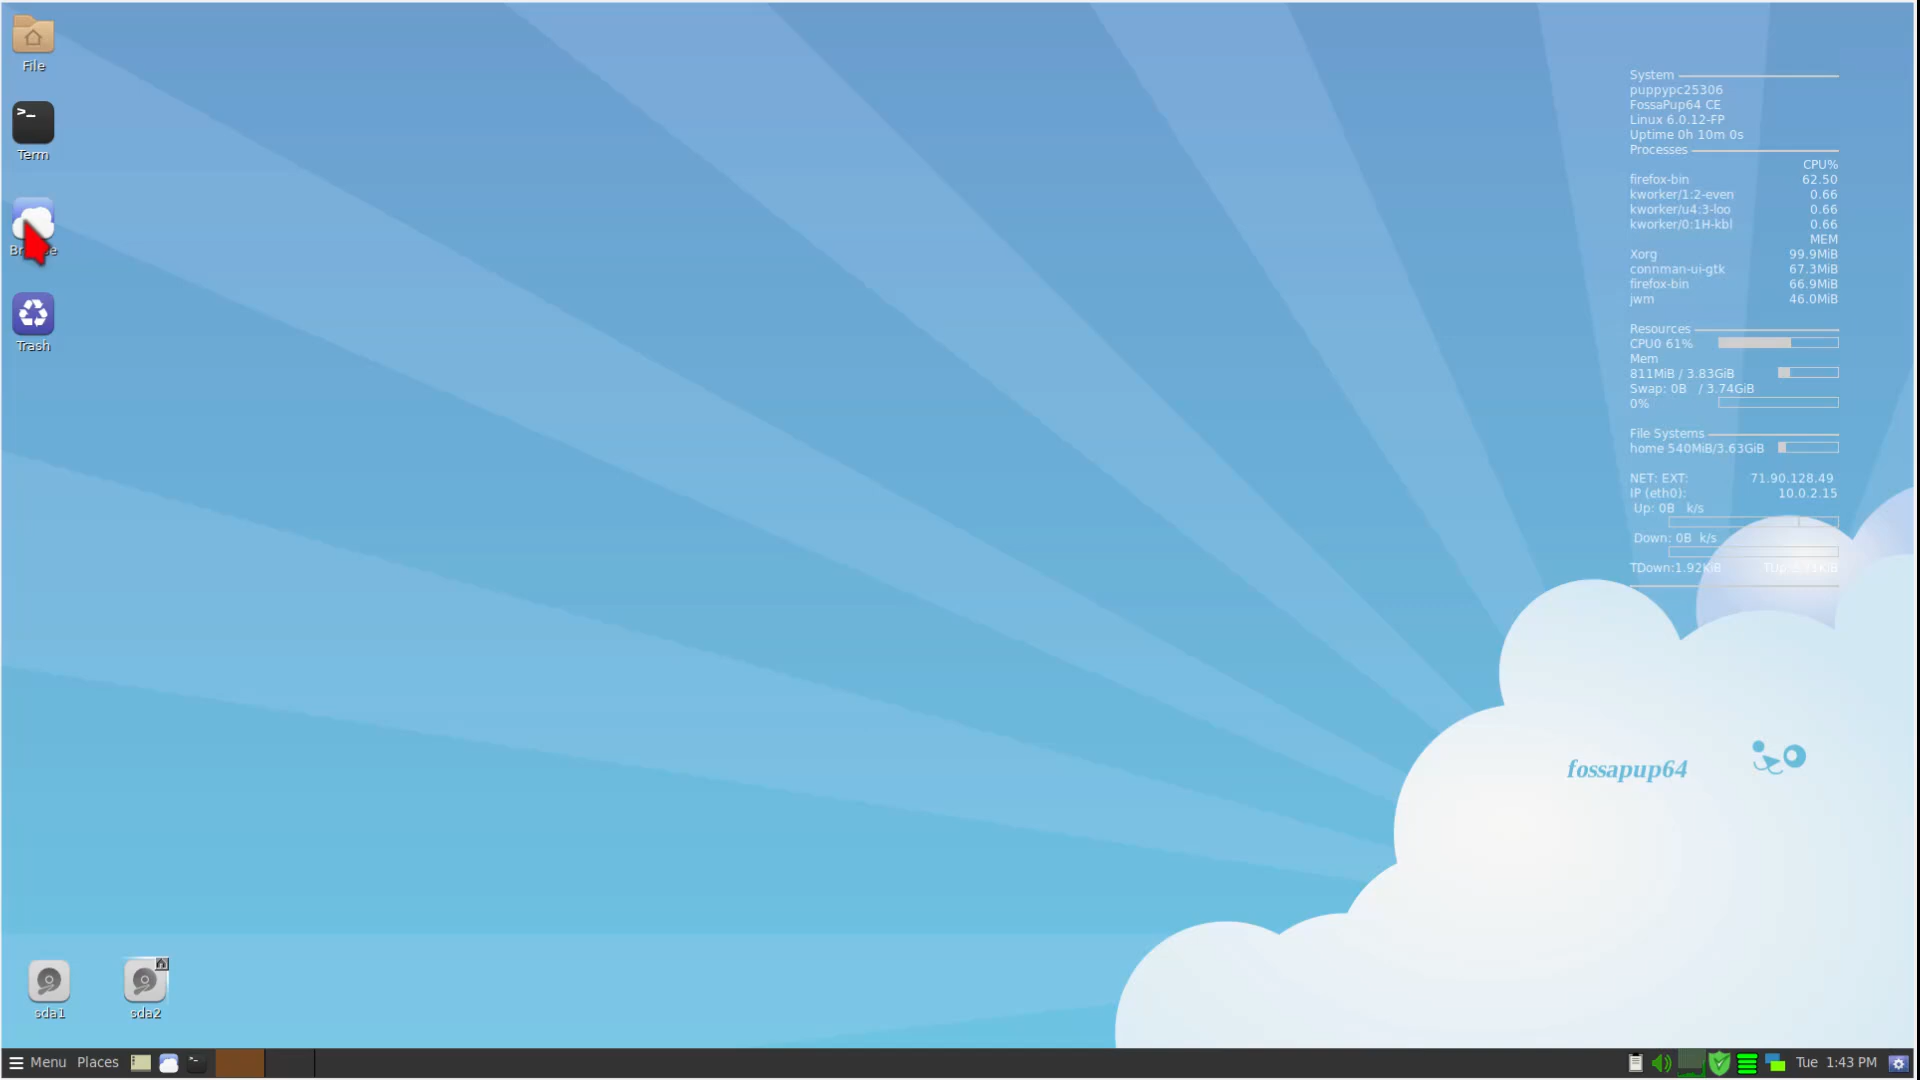 File
>_
Term
Trash
System
puppypc25306
FossaPup64 CE
Linux 6.0.12-FP
Uptime 0h 10m 0s
Processes
CPU%
firefox-bin 62.50
kworker/1:2-even 0.66
kworker/u4:3-loo 0.66
kworker/0:1H-kbl 0.66
MEM
Xorg 99.9MiB
connman-ui-gtk 67.3MiB
firefox-bin 66.9MiB
jwm 46.0MiB
Resources
CPU0 61%
Mem
811MiB / 3.83GiB
Swap: 0B / 3.74GiB
0%
File Systems
home 540MiB/3.63GiB
NET: EXT: 71.90.128.49
IP (eth0): 10.0.2.15
Up: 0B k/s
Down: 0B k/s
TDown:1.92KiB
fossapup64
sda1
sda2
Menu Places Tue 1:43 PM